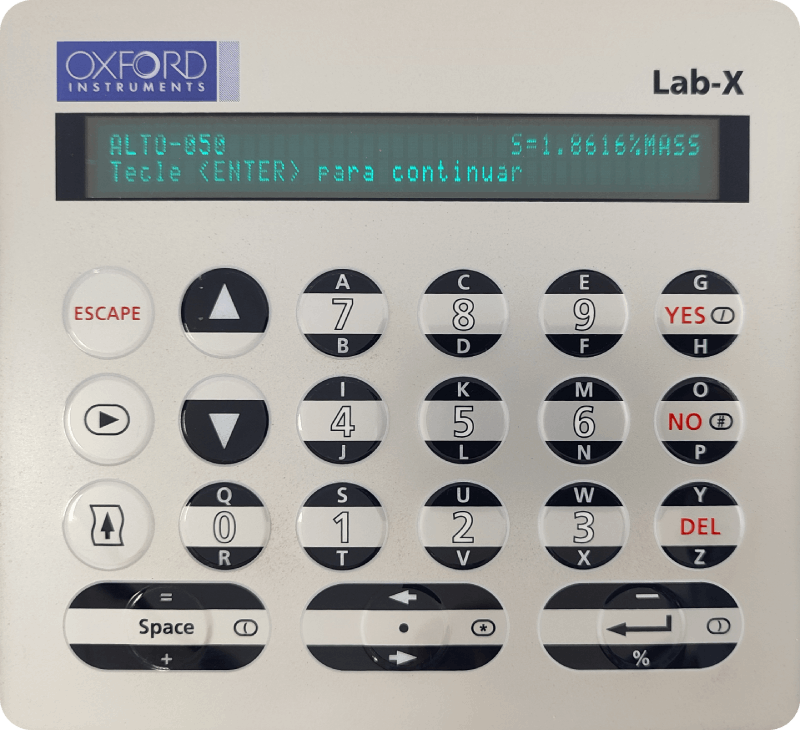 OXFORD
INSTRUMENTS
Lab-X
ALTO-050 S=1.8616%MASS
Tecle <ENTER> para continuar
A C E G
ESCAPE 7 8 9 YES /
B D F H
I K M O
4 5 6 NO #
J L N P
Q S U W Y
0 1 2 3 DEL
R T V X Z
= ← —
Space ( . * )
+ → %